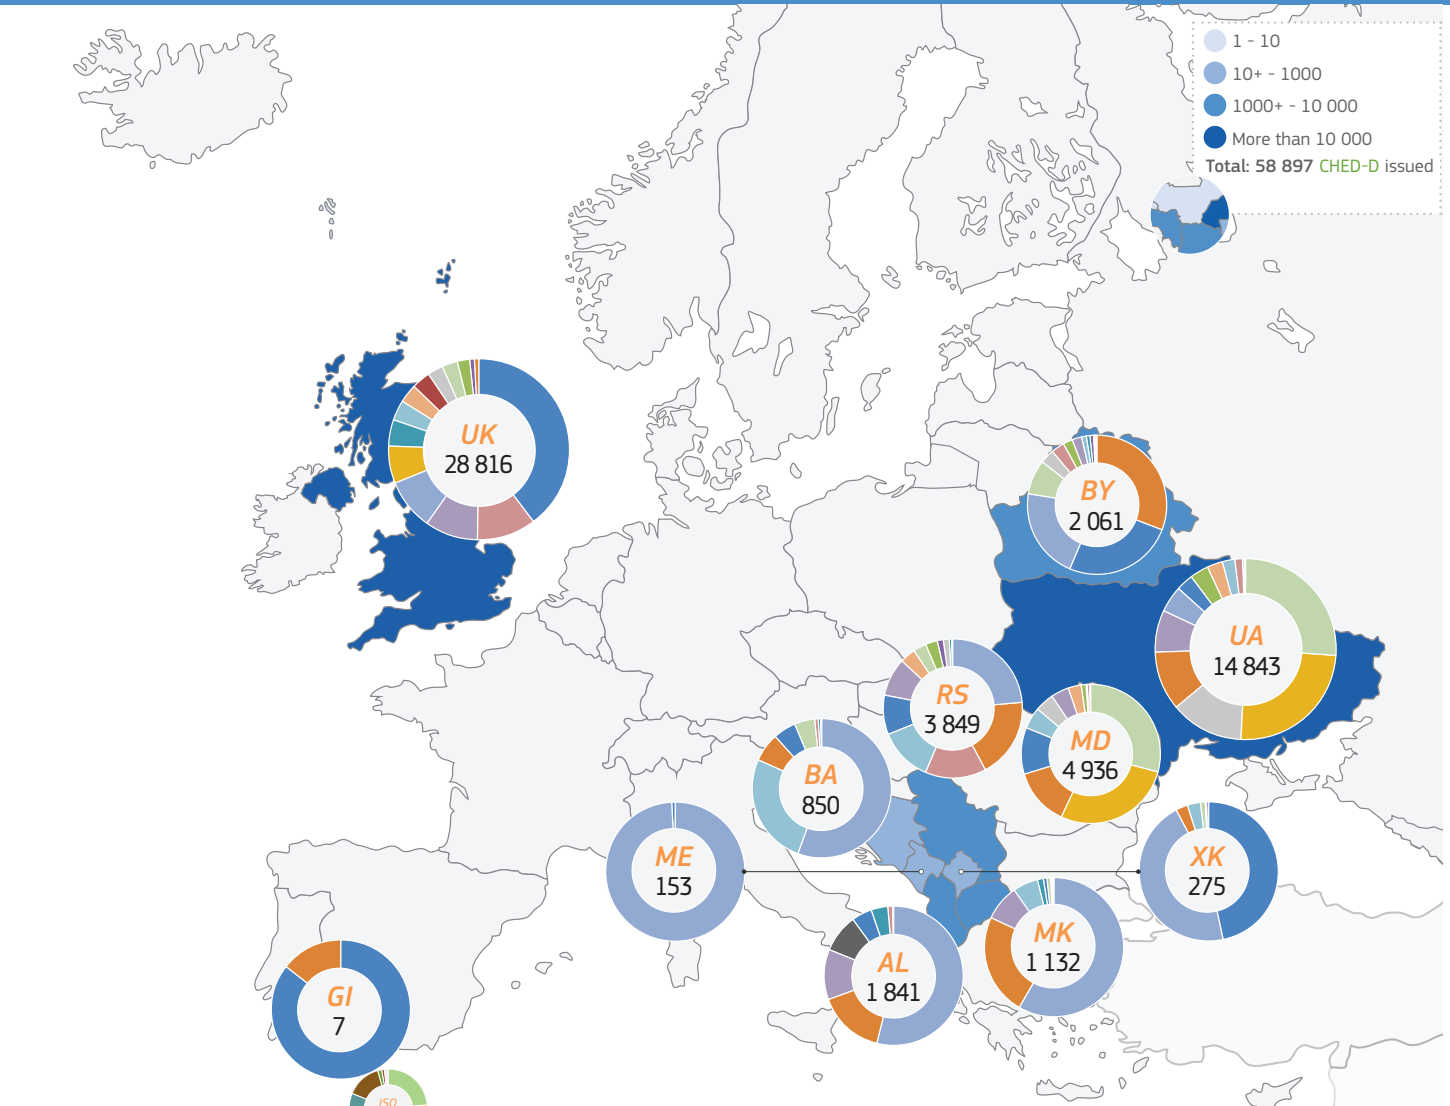 1 - 10
10+ - 1000
1000+ - 10 000
More than 10 000
Total: 58 897 CHED-D issued
UK
28 816
BY
2 061
UA
14 843
RS
3 849
MD
4 936
BA
850
ME
153
XK
275
MK
1 132
AL
1 841
GI
7
ISO